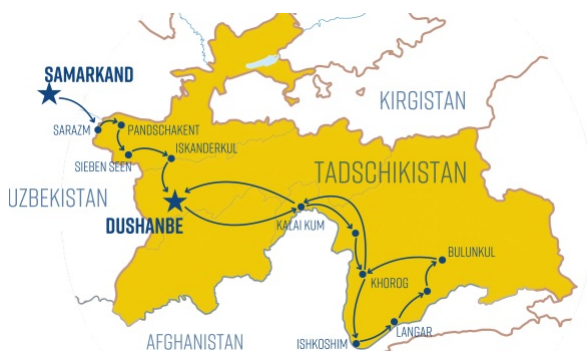 SAMARKAND
KIRGISTAN
SARAZM
PANDSCHAKENT
ISKANDERKUL
SIEBEN SEEN
TADSCHIKISTAN
UZBEKISTAN
DUSHANBE
KALAI KUM
BULUNKUL
KHOROG
LANGAR
ISHKOSHIM
AFGHANISTAN